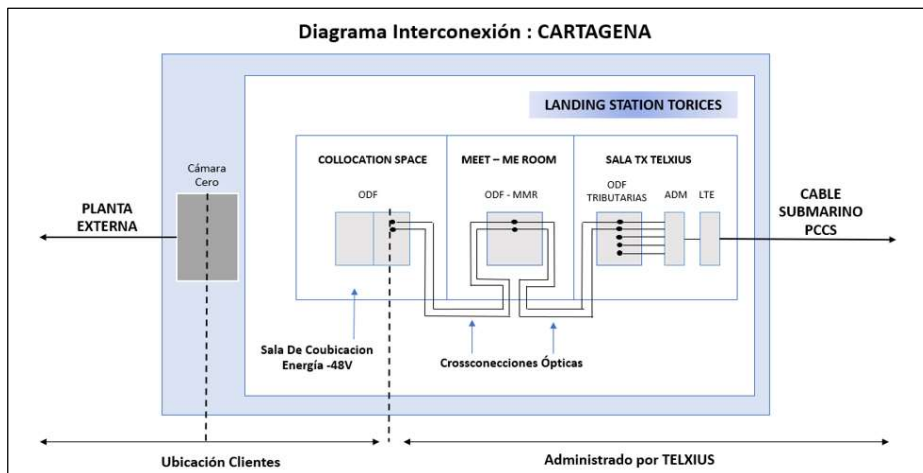 Diagrama Interconexión : CARTAGENA
LANDING STATION TORICES
COLLOCATION SPACE
MEET – ME ROOM
SALA TX TELXIUS
Cámara
Cero
ODF
ODF - MMR
ODF
TRIBUTARIAS
ADM
LTE
PLANTA
EXTERNA
CABLE
SUBMARINO
PCCS
Sala De Coubicacion
Energía -48V
Crossconecciones Ópticas
Ubicación Clientes
Administrado por TELXIUS